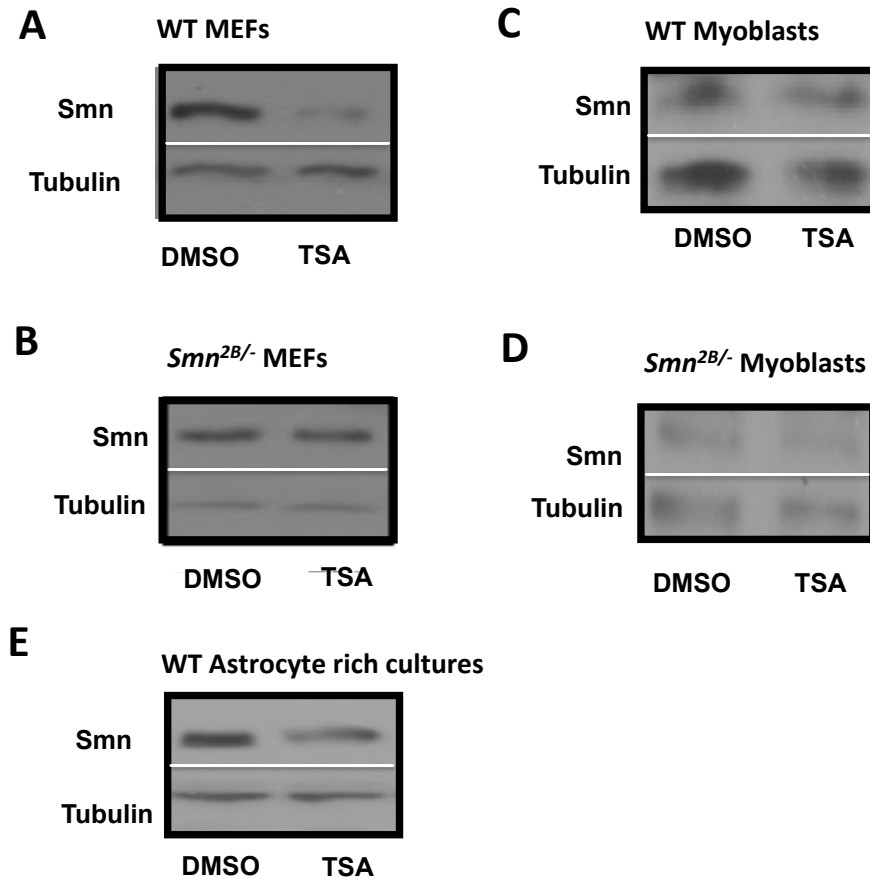 A
WT MEFs
Smn
Tubulin
DMSO TSA
B
Smn2B/- MEFs
Smn
Tubulin
DMSO TSA
C
WT Myoblasts
Smn
Tubulin
DMSO TSA
D
Smn2B/- Myoblasts
Smn
Tubulin
DMSO TSA
E
WT Astrocyte rich cultures
Smn
Tubulin
DMSO TSA